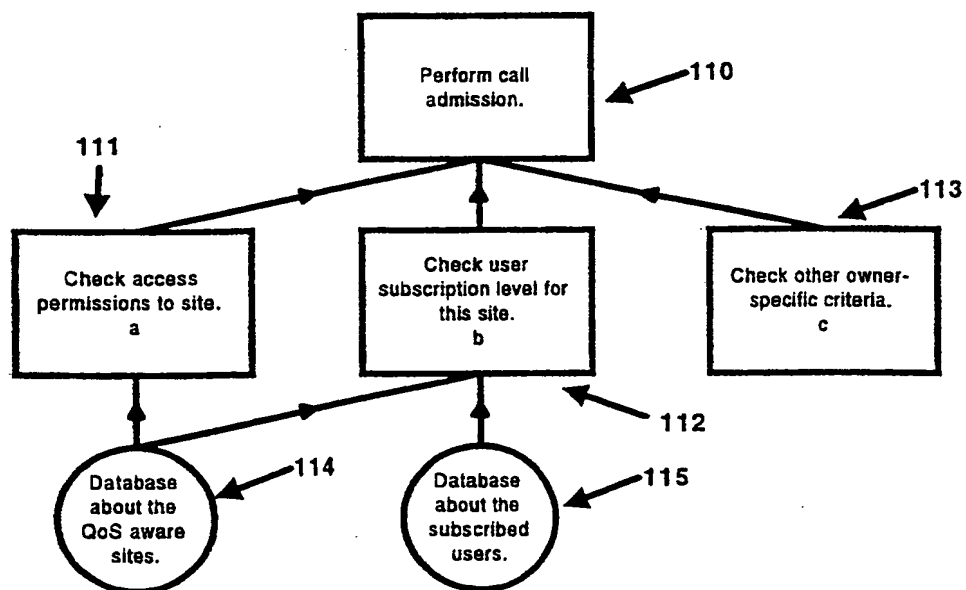 Perform call
admission.
110
111
113
Check access
permissions to site.
a
Check user
subscription level for
this site.
b
Check other owner-
specific criteria.
c
112
114
115
Database
about the
QoS aware
sites.
Database
about the
subscribed
users.